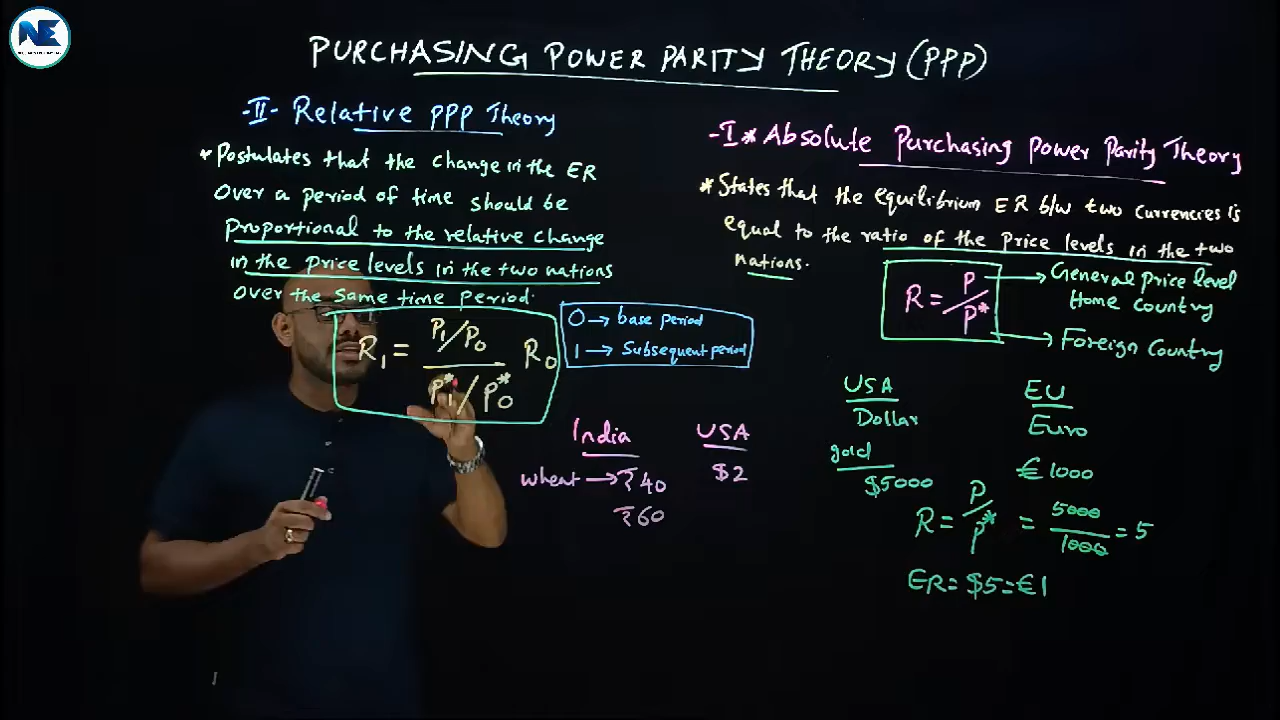 NE
PURCHASING POWER PARITY THEORY (PPP)
-II- Relative PPP Theory
* Postulates that the change in the ER
Over a period of time should be
proportional to the relative change
in the price levels in the two nations
over the same time period.
R₁ = P₁/P₀ R₀
P₁*/P₀*
0 → base period
1 → Subsequent period
India USA
wheat → ₹40 $2
₹60
-I* Absolute Purchasing Power Parity Theory
* States that the equilibrium ER b/w two currencies is
equal to the ratio of the price levels in the two
nations.
R = P/P*
→ General price level
Home Country
→ Foreign Country
USA EU
Dollar Euro
gold
$5000 € 1000
R = P/P* = 5000/1000 = 5
ER = $5 = €1